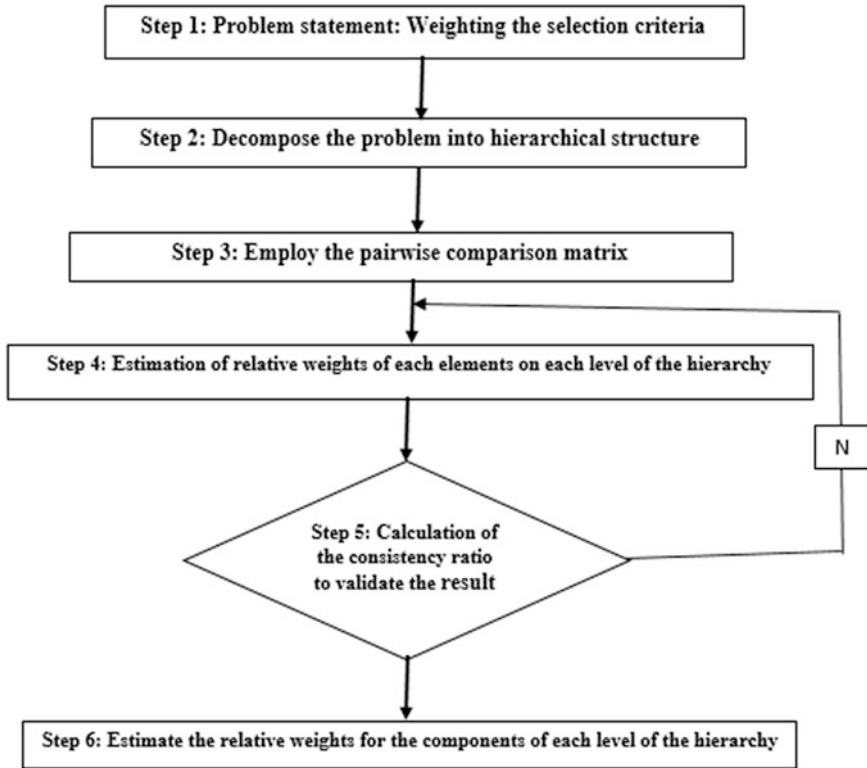 Step 1: Problem statement: Weighting the selection criteria
Step 2: Decompose the problem into hierarchical structure
Step 3: Employ the pairwise comparison matrix
Step 4: Estimation of relative weights of each elements on each level of the hierarchy
N
Step 5: Calculation of
the consistency ratio
to validate the result
Step 6: Estimate the relative weights for the components of each level of the hierarchy